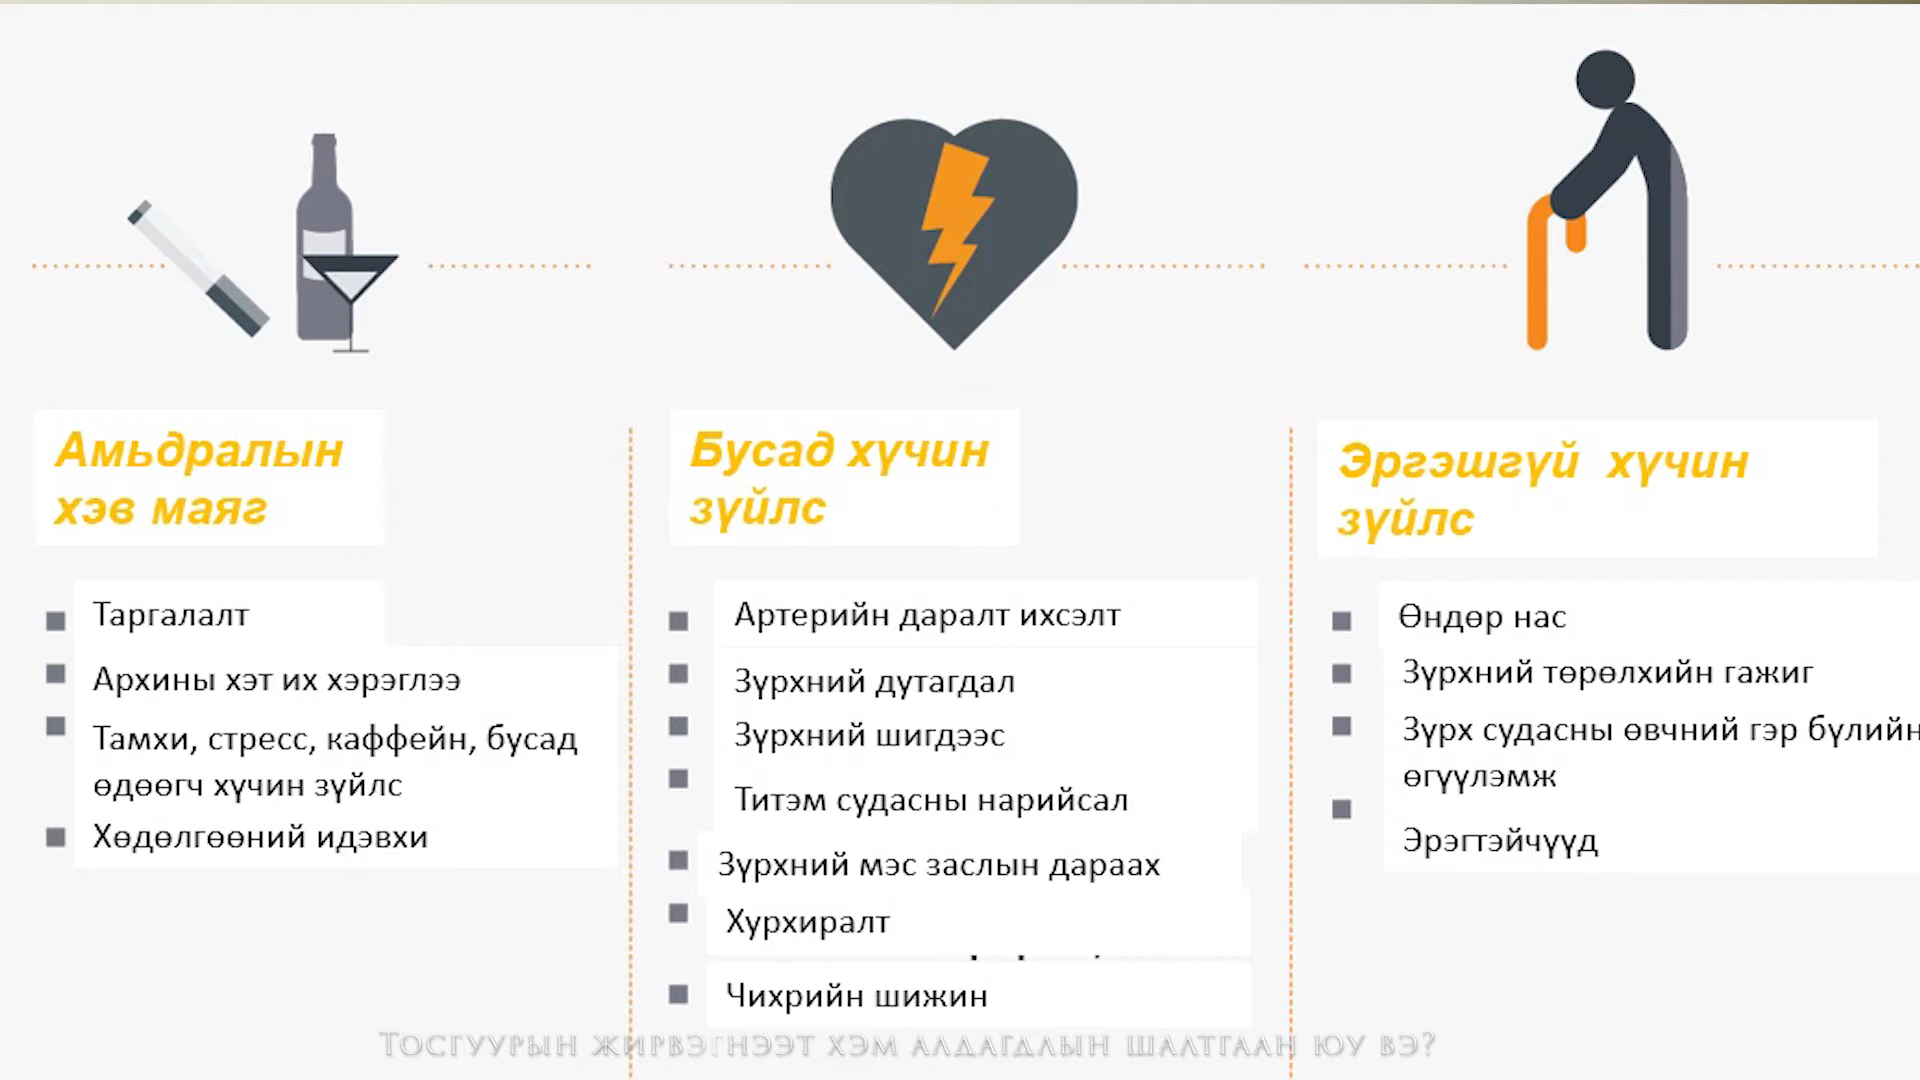 Амьдралын
хэв маяг
Таргалалт
Архины хэт их хэрэглээ
Тамхи, стресс, каффейн, бусад
өдөөгч хүчин зүйлс
Хөдөлгөөний идэвхи
Бусад хүчин
зүйлс
Артерийн даралт ихсэлт
Зүрхний дутагдал
Зүрхний шигдээс
Титэм судасны нарийсал
Зүрхний мэс заслын дараах
Хурхиралт
Чихрийн шижин
Эргэшгүй хүчин
зүйлс
Өндөр нас
Зүрхний төрөлхийн гажиг
Зүрх судасны өвчний гэр бүлийн
өгүүлэмж
Эрэгтэйчүүд
Тосгуурын жирвэгнээт хэм алдагдлын шалтгаан юу вэ?